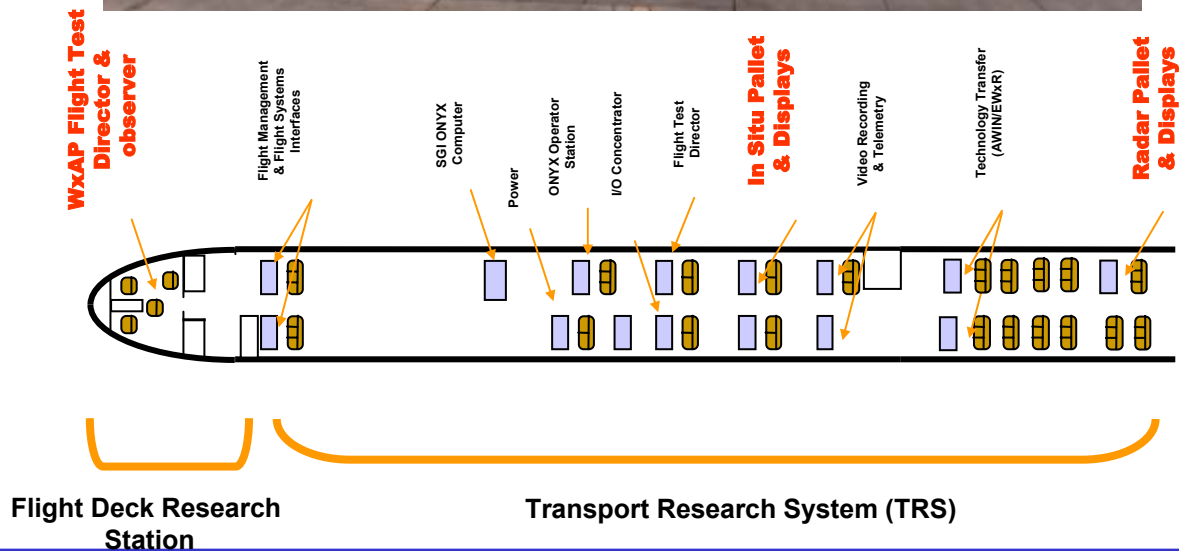 WxAP Flight Test
Director &
observer
Flight Management
& Flight Systems
Interfaces
SGI ONYX
Computer
Power
ONYX Operator
Station
I/O Concentrator
Flight Test
Director
In Situ Pallet
& Displays
Video Recording
& Telemetry
Technology Transfer
(AWIN/EWxR)
Radar Pallet
& Displays
Flight Deck Research
Station
Transport Research System (TRS)